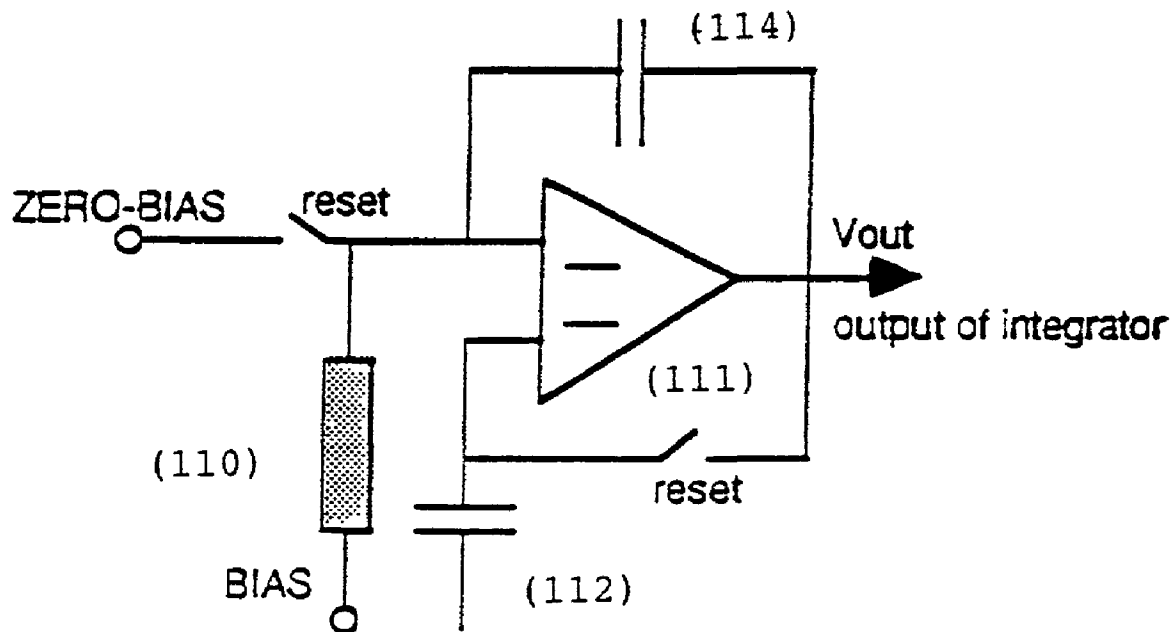 (114)
ZERO-BIAS
reset
Vout
output of integrator
(111)
(110)
reset
BIAS
(112)